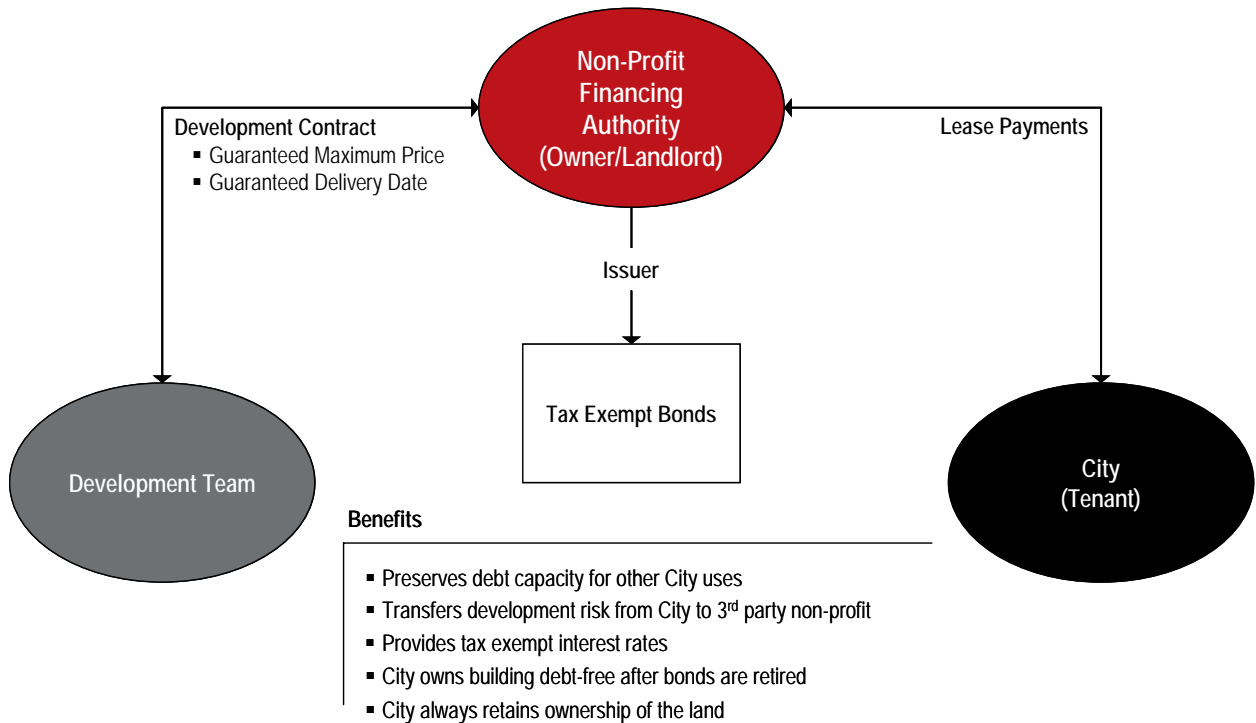 Non-Profit
Financing
Authority
(Owner/Landlord)
Development Contract
▪ Guaranteed Maximum Price
▪ Guaranteed Delivery Date
Lease Payments
Issuer
Tax Exempt Bonds
Development Team
City
(Tenant)
Benefits
▪ Preserves debt capacity for other City uses
▪ Transfers development risk from City to 3rd party non-profit
▪ Provides tax exempt interest rates
▪ City owns building debt-free after bonds are retired
▪ City always retains ownership of the land